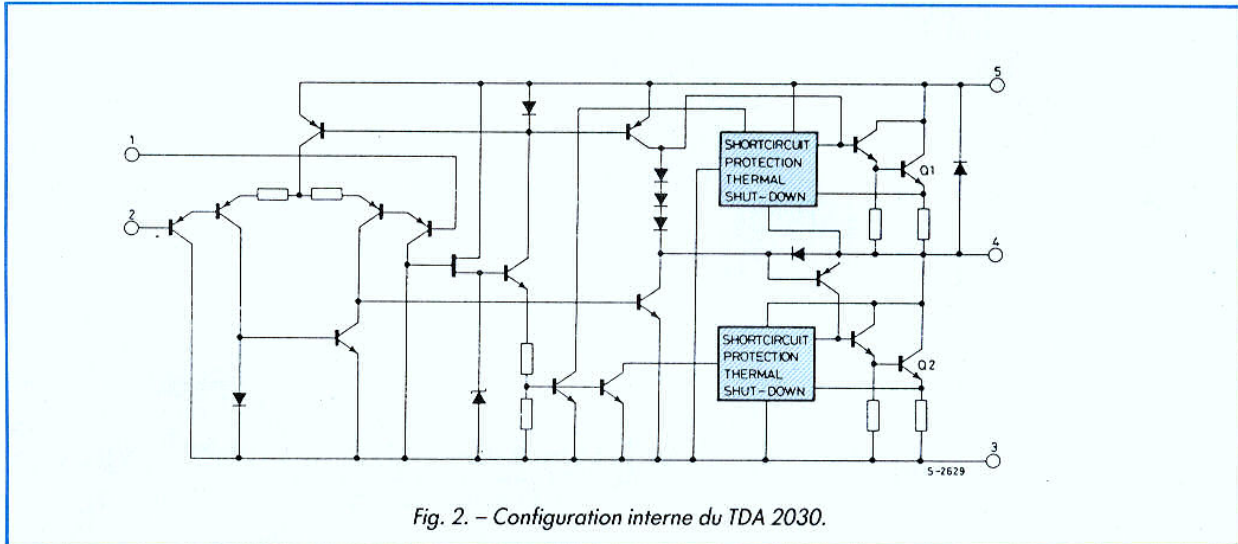 5
1
SHORTCIRCUIT
PROTECTION
THERMAL
SHUT-DOWN
Q1
2
4
SHORTCIRCUIT
PROTECTION
THERMAL
SHUT-DOWN
Q2
3
S-2629
Fig. 2. – Configuration interne du TDA 2030.